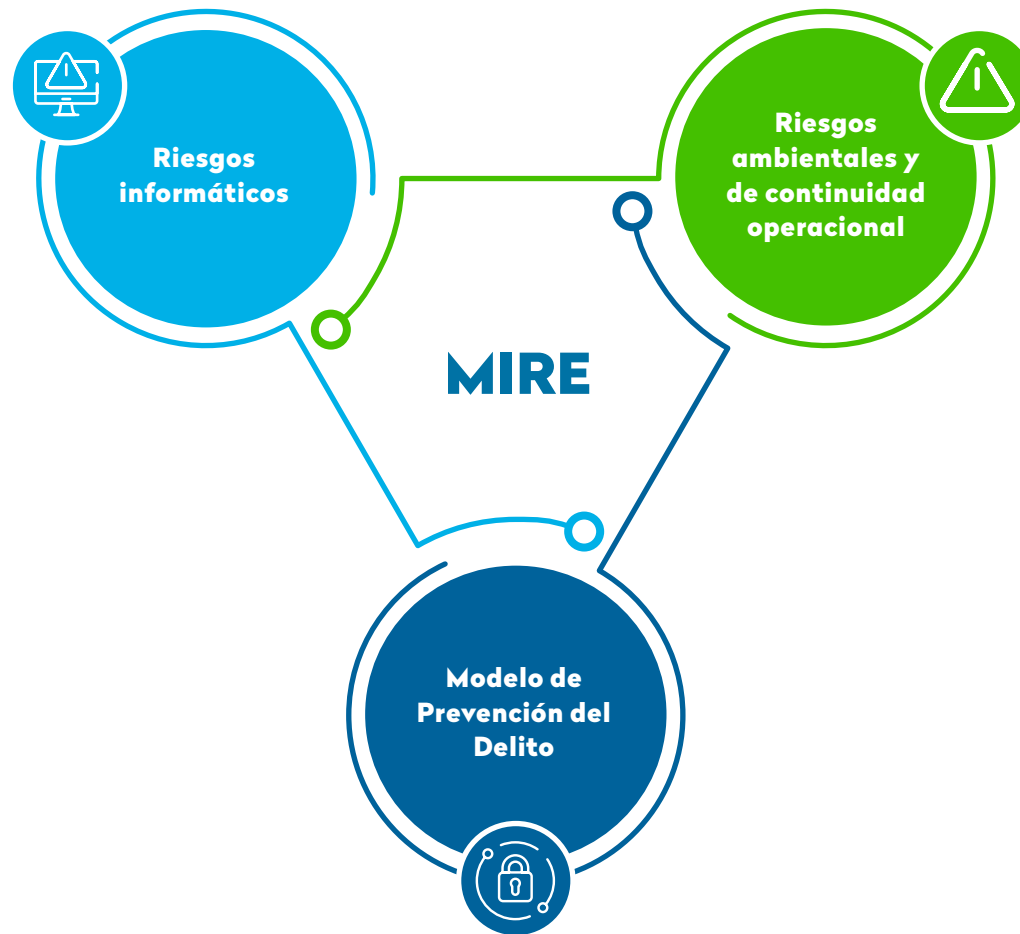 Riesgos
informáticos
Riesgos
ambientales y
de continuidad
operacional
MIRE
Modelo de
Prevención del
Delito